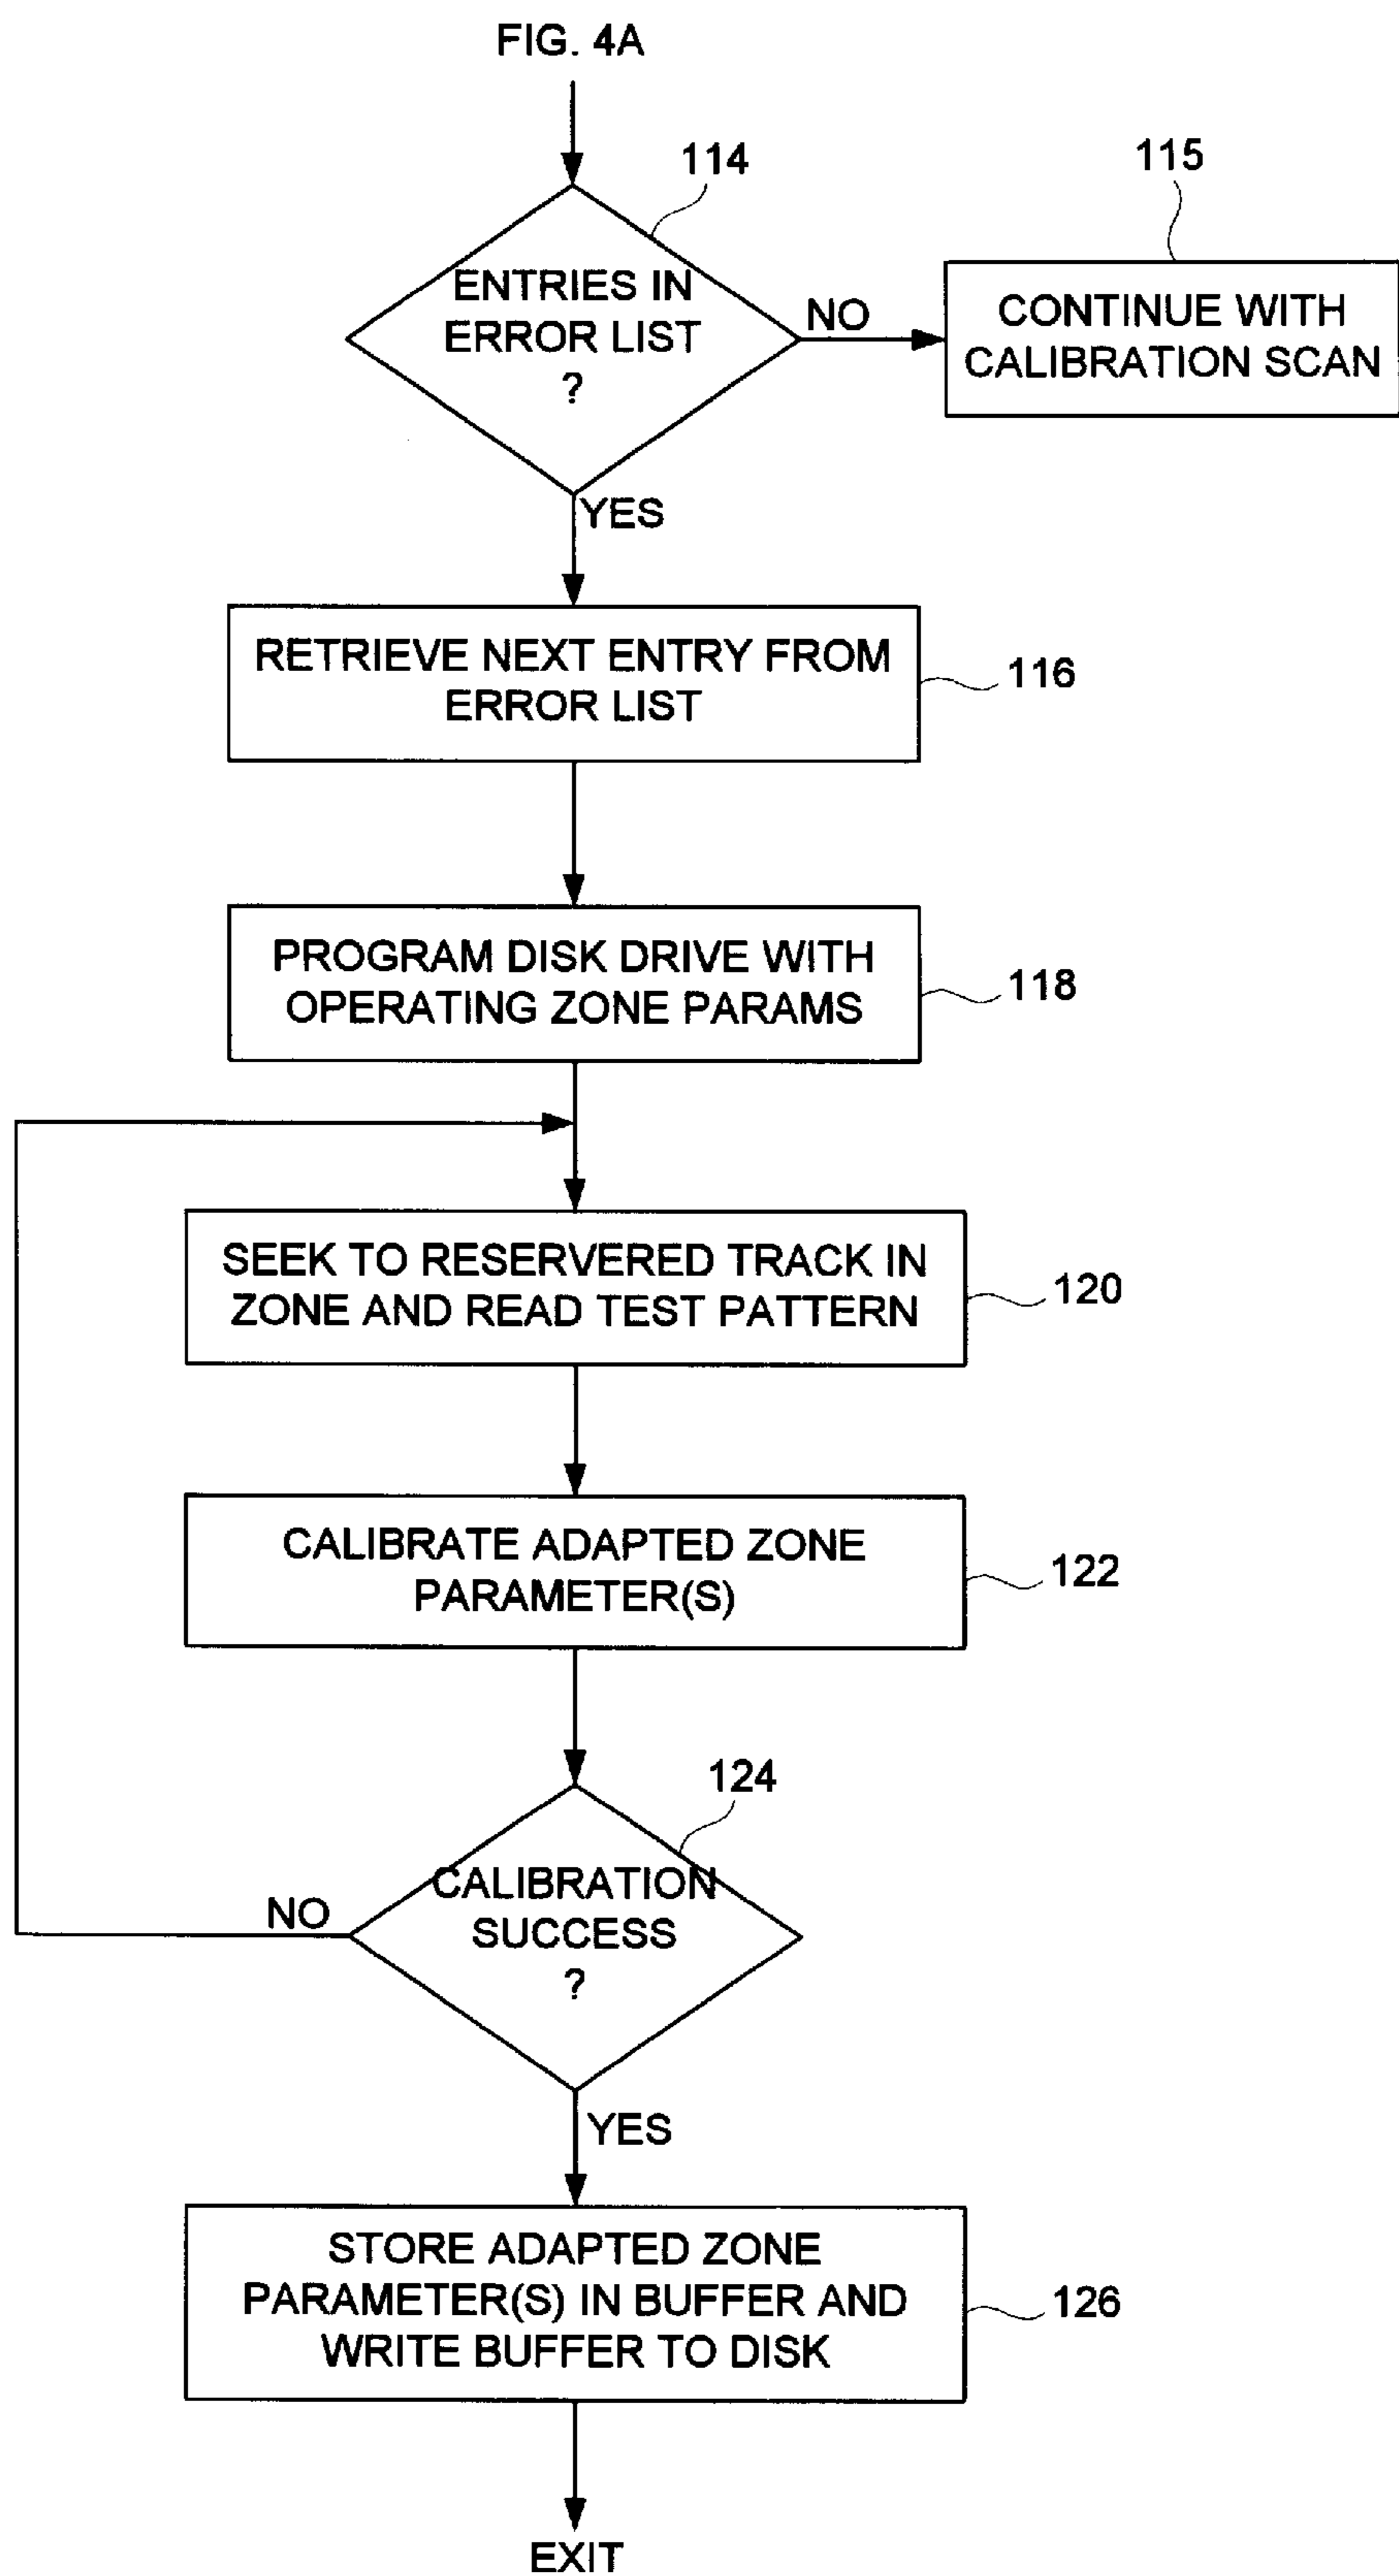 FIG. 4A
114
115
ENTRIES IN
ERROR LIST
?
NO
CONTINUE WITH
CALIBRATION SCAN
YES
RETRIEVE NEXT ENTRY FROM
ERROR LIST
116
PROGRAM DISK DRIVE WITH
OPERATING ZONE PARAMS
118
SEEK TO RESERVERED TRACK IN
ZONE AND READ TEST PATTERN
120
CALIBRATE ADAPTED ZONE
PARAMETER(S)
122
124
CALIBRATION
SUCCESS
?
NO
YES
STORE ADAPTED ZONE
PARAMETER(S) IN BUFFER AND
WRITE BUFFER TO DISK
126
EXIT